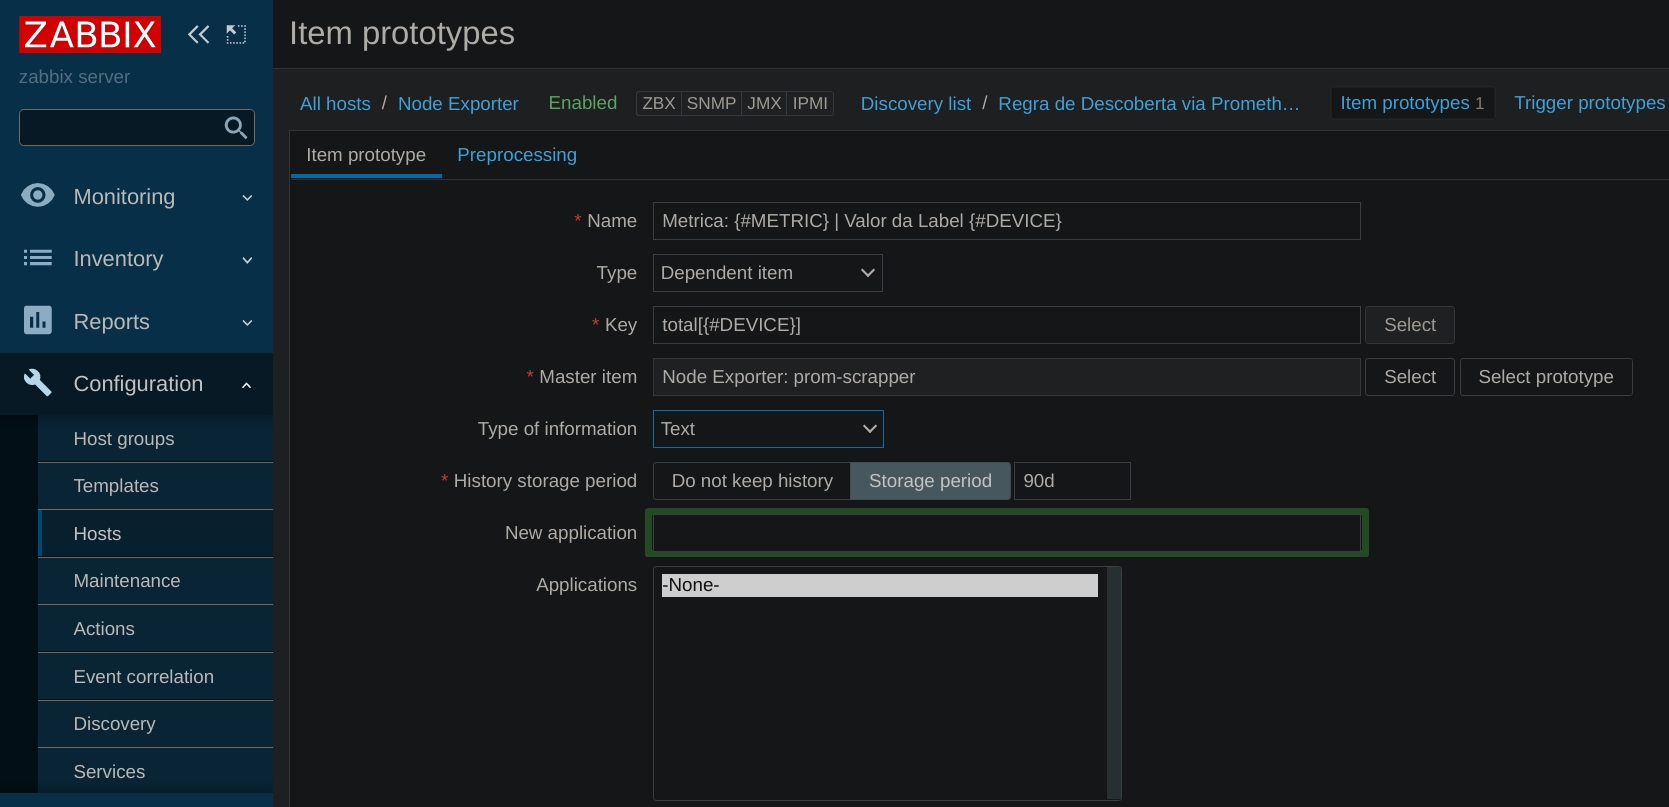 ZABBIX
zabbix server
Monitoring
Inventory
Reports
Configuration
Host groups
Templates
Hosts
Maintenance
Actions
Event correlation
Discovery
Services
Item prototypes
All hosts / Node Exporter Enabled ZBX SNMP JMX IPMI Discovery list / Regra de Descoberta via Prometh… Item prototypes 1 Trigger prototypes
Item prototype Preprocessing
* Name Metrica: {#METRIC} | Valor da Label {#DEVICE}
Type Dependent item
* Key total[{#DEVICE}] Select
* Master item Node Exporter: prom-scrapper Select Select prototype
Type of information Text
* History storage period Do not keep history Storage period 90d
New application
Applications -None-